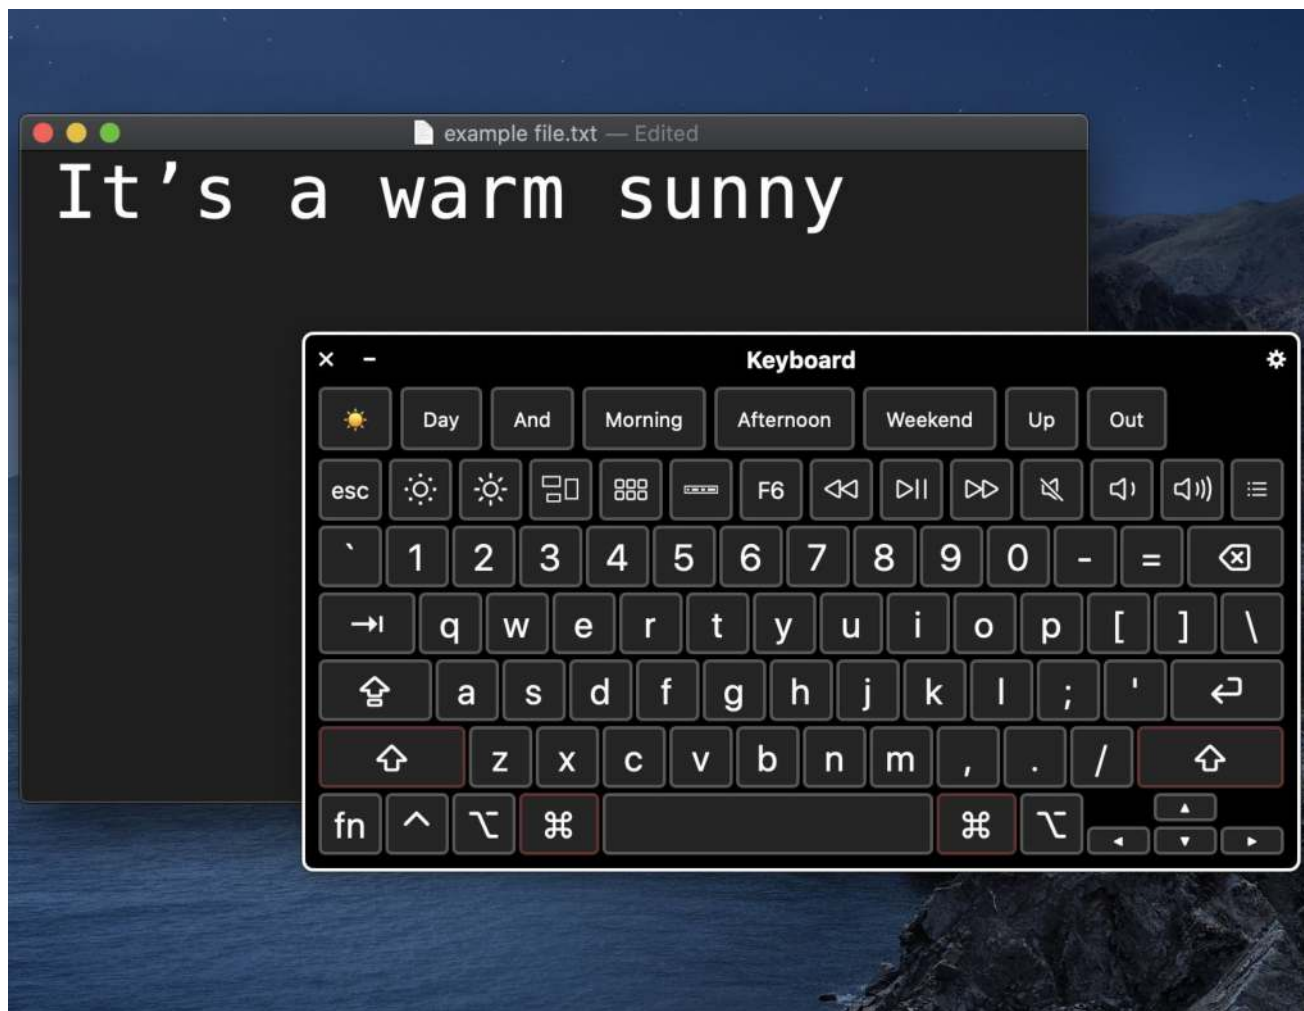 example file.txt — Edited
It’s a warm sunny
Keyboard
Day And Morning Afternoon Weekend Up Out
esc F6
` 1 2 3 4 5 6 7 8 9 0 - =
q w e r t y u i o p [ ] \
a s d f g h j k l ; '
z x c v b n m , . /
fn